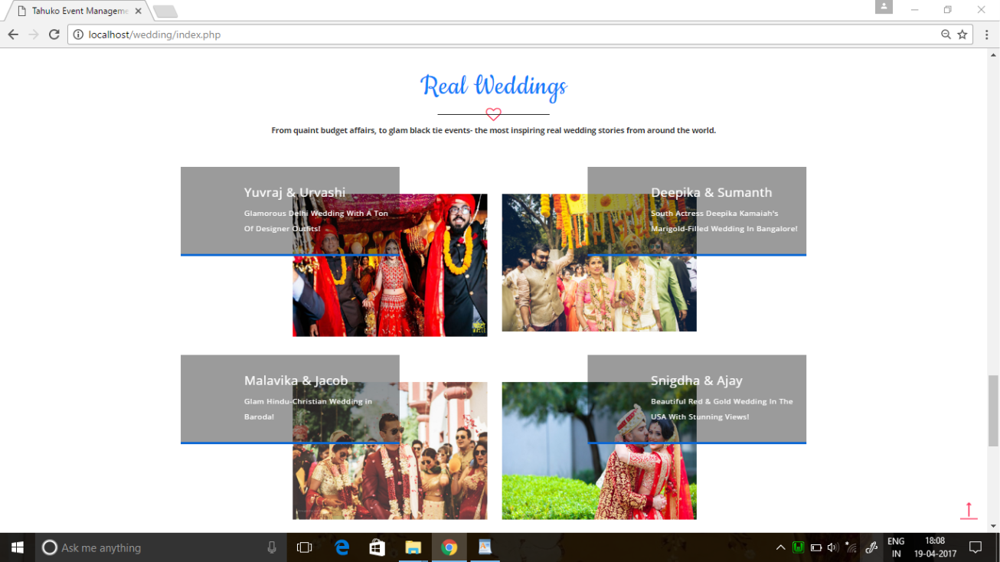 Tahuko Event Manageme
localhost/wedding/index.php
Real Weddings
From quaint budget affairs, to glam black tie events- the most inspiring real wedding stories from around the world.
Yuvraj & Urvashi
Glamorous Delhi Wedding With A Ton
Of Designer Outfits!
Deepika & Sumanth
South Actress Deepika Kamaiah's
Marigold-Filled Wedding In Bangalore!
Malavika & Jacob
Glam Hindu-Christian Wedding in
Baroda!
Snigdha & Ajay
Beautiful Red & Gold Wedding In The
USA With Stunning Views!
Ask me anything
ENG
IN
18:08
19-04-2017